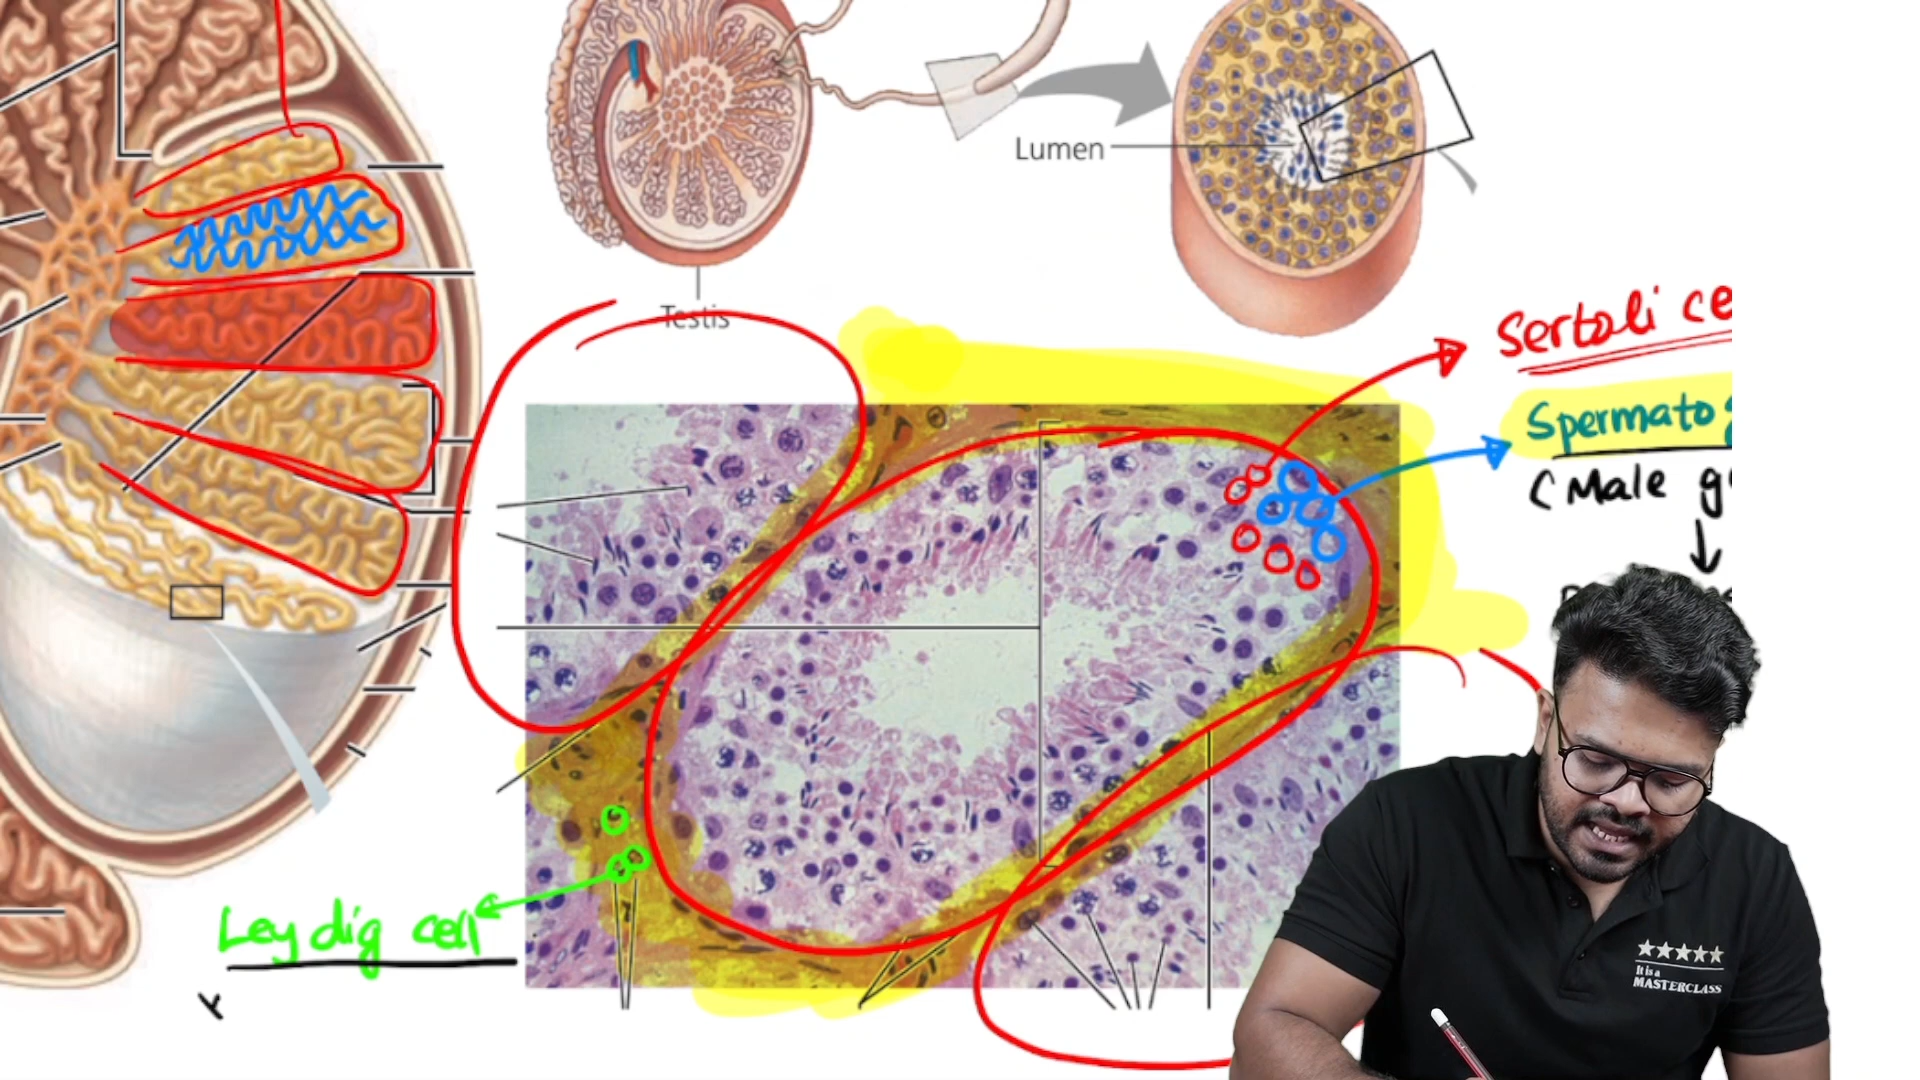 Lumen
Testis
Sertoli ce
Spermato
(Male g
Leydig cell
It is a
MASTERCLASS